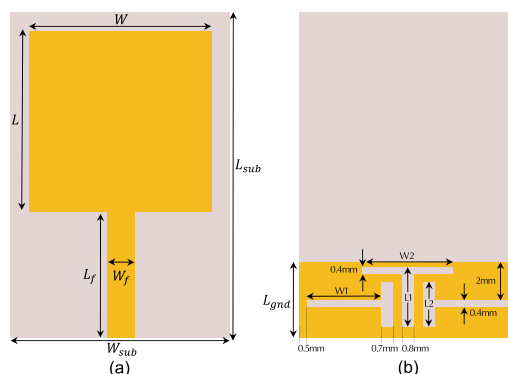 W
L
L_sub
L_f
W_f
W_sub
(a)
W2
0.4mm
2mm
L_gnd
W1
L1
L2
0.4mm
0.5mm
0.7mm
0.8mm
(b)